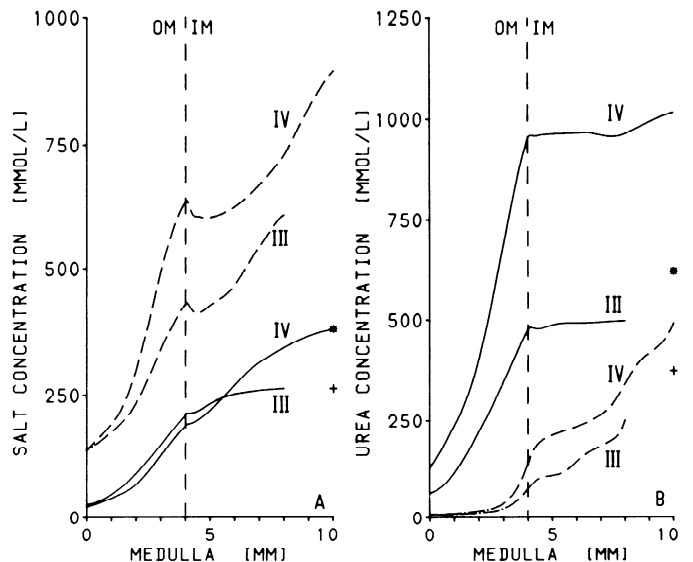 OM IM
1000
750
500
250
0
SALT CONCENTRATION [MMOL/L]
IV
III
IV
*
III
+
A
0 5 10
MEDULLA [MM]
OM IM
1250
1000
750
500
250
0
UREA CONCENTRATION [MMOL/L]
IV
*
III
IV
+
III
B
0 5 10
MEDULLA [MM]